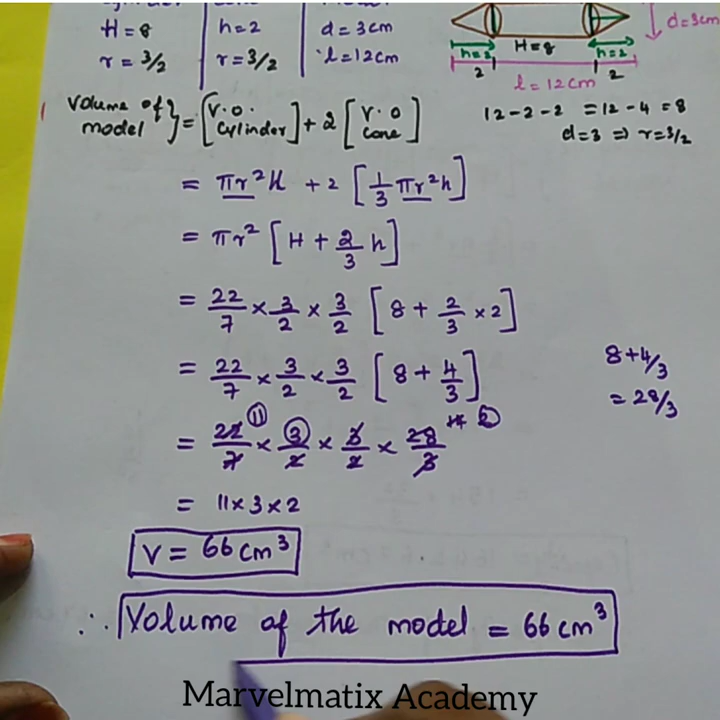 H = 8 h = 2 d = 3cm
r = 3/2 r = 3/2 l = 12cm
d = 3cm
h=2 H=8 h=2
2 l = 12cm 2
12-2-2 = 12-4 = 8
d=3 ⇒ r=3/2
Volume of model } = [V.O. Cylinder] + 2 [V.O Cone]
= πr²H + 2 [1/3 πr²h]
= πr² [H + 2/3 h]
= 22/7 × 3/2 × 3/2 [8 + 2/3 ×2]
= 22/7 × 3/2 × 3/2 [8 + 4/3]
8+4/3
= 28/3
= 22/7 × 3/2 × 3/2 × 28/3 11 14 2
= 11×3×2
V = 66 cm³
∴ Volume of the model = 66 cm³
Marvelmatix Academy